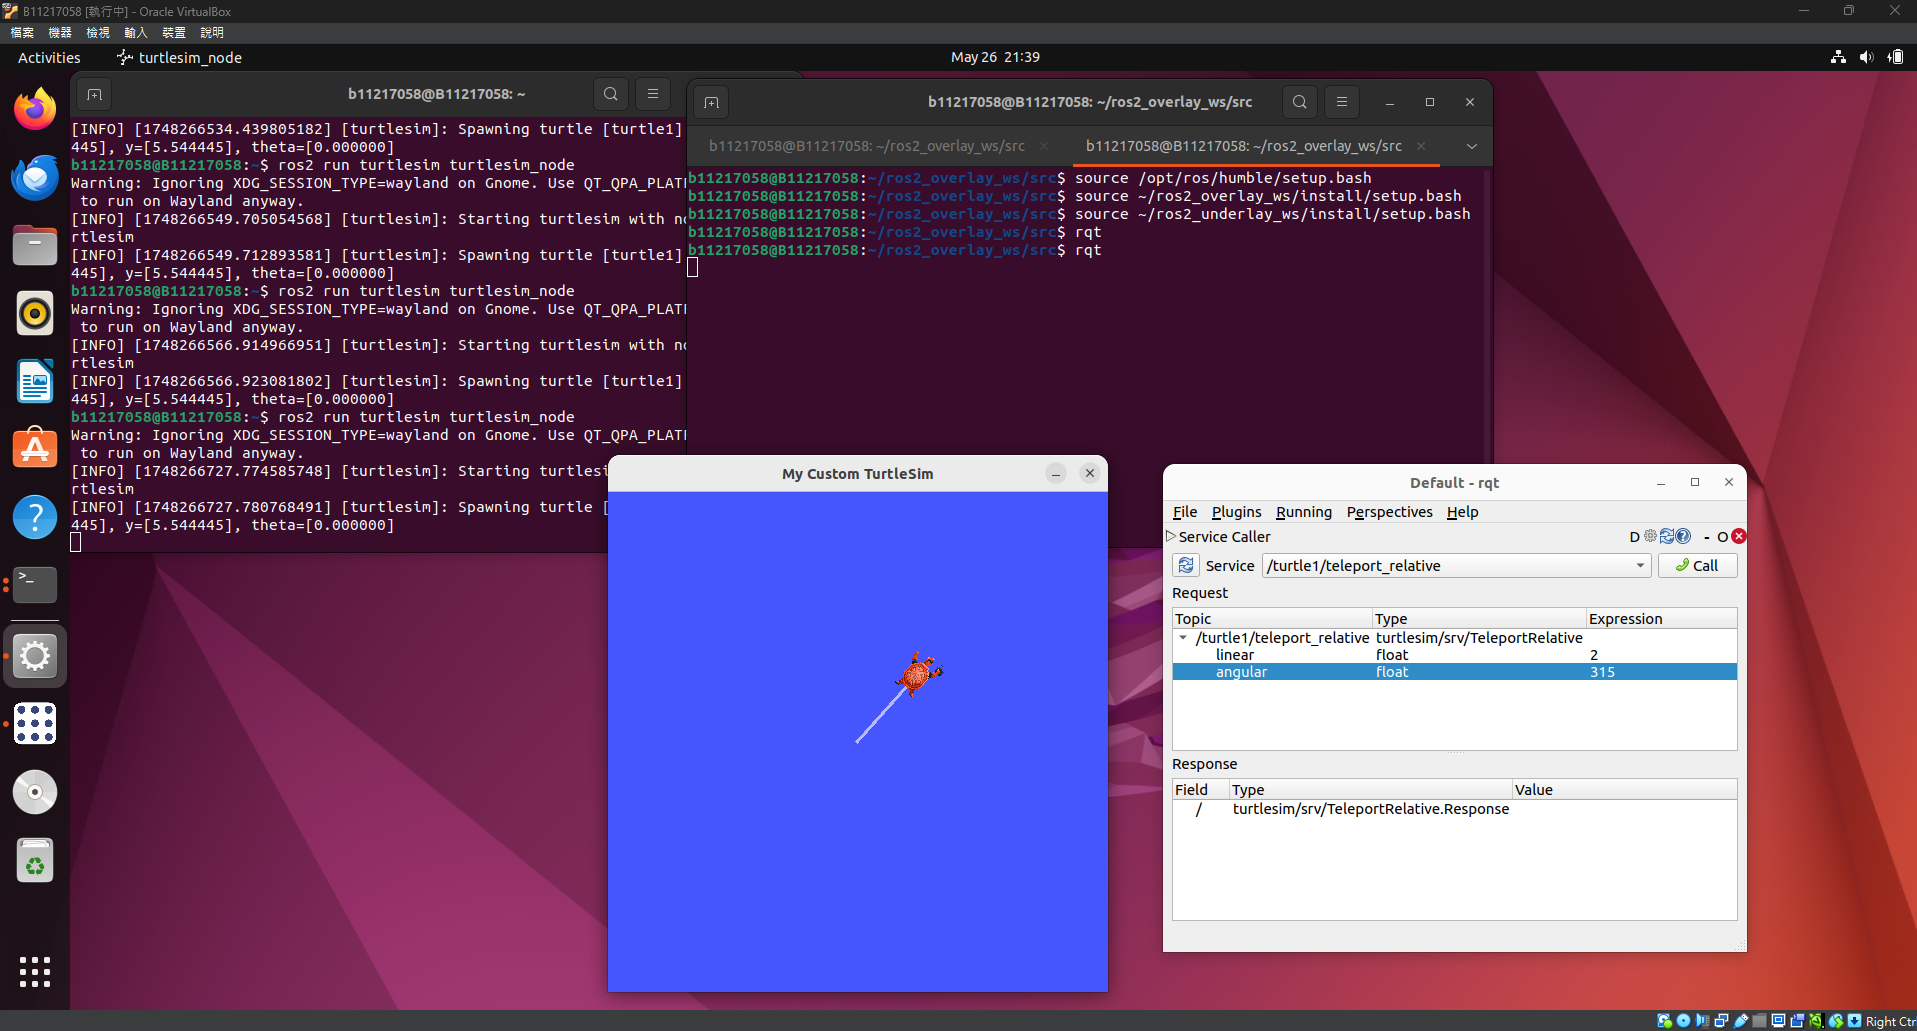 B11217058 [執行中] - Oracle VirtualBox
檔案 機器 檢視 輸入 裝置 說明
Activities turtlesim_node May 26 21:39
b11217058@B11217058: ~
[INFO] [1748266534.439805182] [turtlesim]: Spawning turtle [turtle1]
445], y=[5.544445], theta=[0.000000]
b11217058@B11217058:~$ ros2 run turtlesim turtlesim_node
Warning: Ignoring XDG_SESSION_TYPE=wayland on Gnome. Use QT_QPA_PLAT
to run on Wayland anyway.
[INFO] [1748266549.705054568] [turtlesim]: Starting turtlesim with no
rtlesim
[INFO] [1748266549.712893581] [turtlesim]: Spawning turtle [turtle1]
445], y=[5.544445], theta=[0.000000]
b11217058@B11217058:~$ ros2 run turtlesim turtlesim_node
Warning: Ignoring XDG_SESSION_TYPE=wayland on Gnome. Use QT_QPA_PLAT
to run on Wayland anyway.
[INFO] [1748266566.914966951] [turtlesim]: Starting turtlesim with no
rtlesim
[INFO] [1748266566.923081802] [turtlesim]: Spawning turtle [turtle1]
445], y=[5.544445], theta=[0.000000]
b11217058@B11217058:~$ ros2 run turtlesim turtlesim_node
Warning: Ignoring XDG_SESSION_TYPE=wayland on Gnome. Use QT_QPA_PLAT
to run on Wayland anyway.
[INFO] [1748266727.774585748] [turtlesim]: Starting turtlesi
rtlesim
[INFO] [1748266727.780768491] [turtlesim]: Spawning turtle [
445], y=[5.544445], theta=[0.000000]
b11217058@B11217058: ~/ros2_overlay_ws/src
b11217058@B11217058: ~/ros2_overlay_ws/src × b11217058@B11217058: ~/ros2_overlay_ws/src ×
b11217058@B11217058:~/ros2_overlay_ws/src$ source /opt/ros/humble/setup.bash
b11217058@B11217058:~/ros2_overlay_ws/src$ source ~/ros2_overlay_ws/install/setup.bash
b11217058@B11217058:~/ros2_overlay_ws/src$ source ~/ros2_underlay_ws/install/setup.bash
b11217058@B11217058:~/ros2_overlay_ws/src$ rqt
b11217058@B11217058:~/ros2_overlay_ws/src$ rqt
My Custom TurtleSim
Default - rqt
File Plugins Running Perspectives Help
Service Caller D - O
Service /turtle1/teleport_relative Call
Request
Topic Type Expression
/turtle1/teleport_relative turtlesim/srv/TeleportRelative
linear float 2
angular float 315
Response
Field Type Value
/ turtlesim/srv/TeleportRelative.Response
Right Ctr